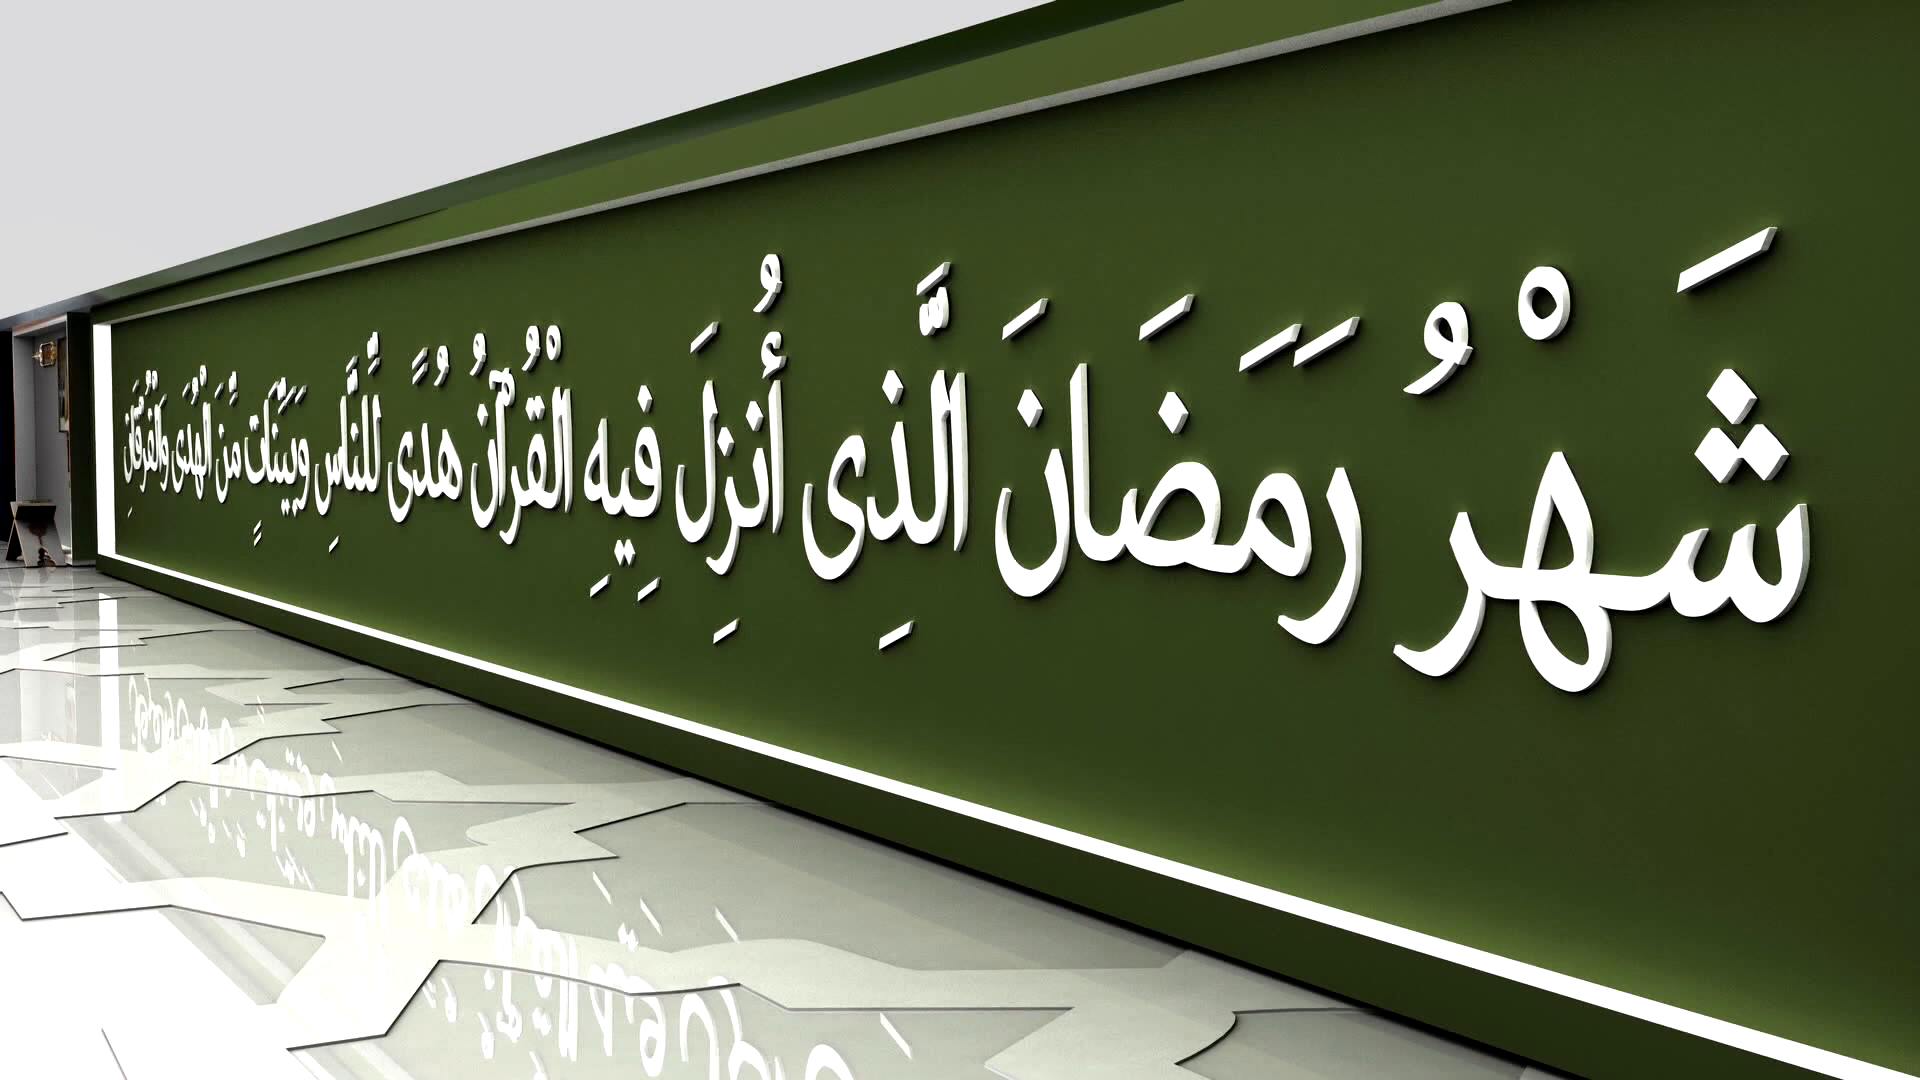 شَهْرُ رَمَضَانَ الَّذِى أُنزِلَ فِيهِ الْقُرْآنُ هُدًى لِّلنَّاسِ وَبَيِّنَاتٍ مِّنَ الْهُدَى وَالْفُرْقَانِ